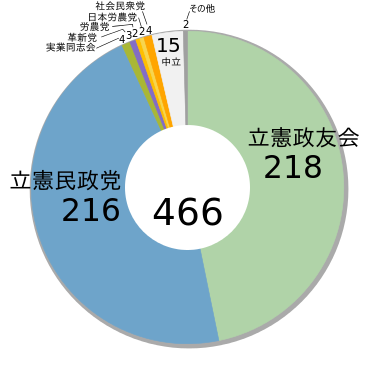 社会民衆党
日本労農党
労農党
革新党
実業同志会
4
3
2
2
4
その他
2
15
中立
立憲政友会
218
立憲民政党
216
466